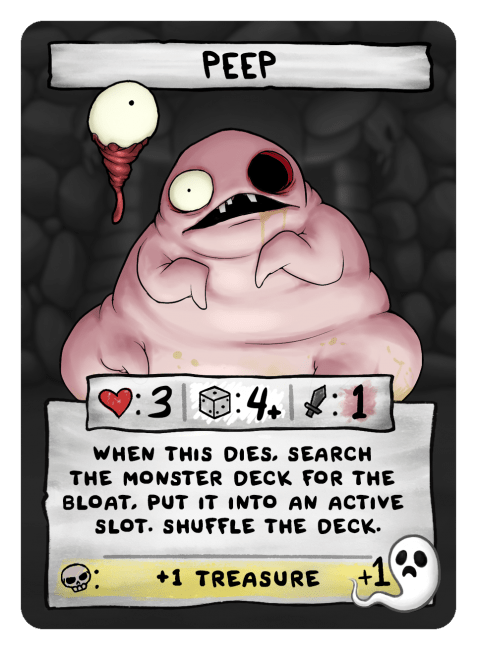 PEEP
:3 :4+ :1
WHEN THIS DIES, SEARCH
THE MONSTER DECK FOR THE
BLOAT, PUT IT INTO AN ACTIVE
SLOT. SHUFFLE THE DECK.
: +1 TREASURE +1